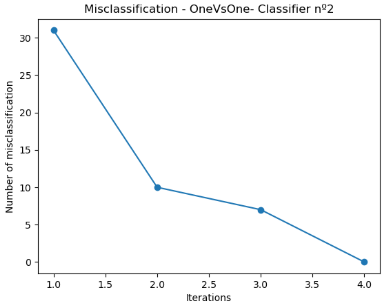 Misclassification - OneVsOne- Classifier nº2
Number of misclassification
30
25
20
15
10
5
0
1.0 1.5 2.0 2.5 3.0 3.5 4.0
Iterations